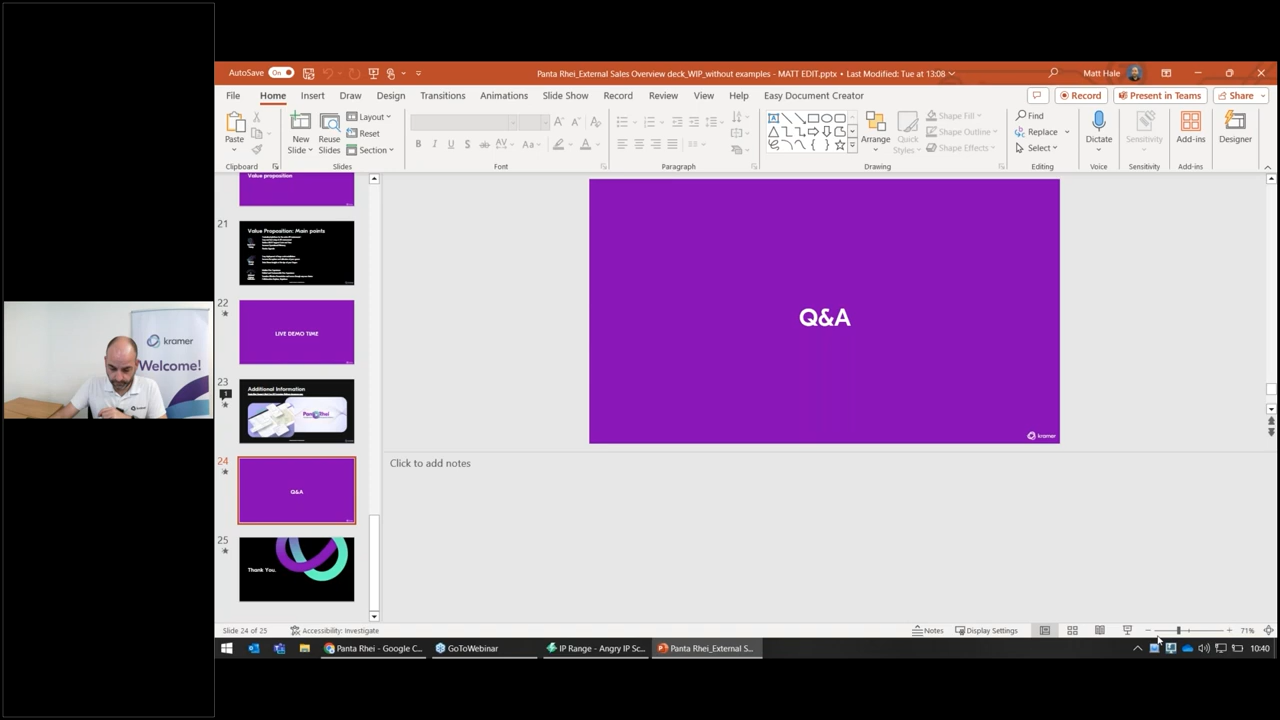 AutoSave On
Panta Rhei_External Sales Overview deck_WIP_without examples - MATT EDIT.pptx • Last Modified: Tue at 13:08
Matt Hale
File Home Insert Draw Design Transitions Animations Slide Show Record Review View Help Easy Document Creator
Record Present in Teams Share
Paste
New Slide
Reuse Slides
Layout
Reset
Section
Arrange
Quick Styles
Shape Fill
Shape Outline
Shape Effects
Find
Replace
Select
Dictate
Sensitivity
Add-ins
Designer
Clipboard Slides Font Paragraph Drawing Editing Voice Sensitivity Add-ins
Value proposition
21
Value Proposition: Main points
22
LIVE DEMO TIME
23
1
Additional Information
Panta Rhei
24
Q&A
25
Thank You.
Q&A
kramer
Click to add notes
kramer
Welcome!
Slide 24 of 25 Accessibility: Investigate
Notes Display Settings 71%
Panta Rhei - Google C...
GoToWebinar
IP Range - Angry IP Sc...
Panta Rhei_External S...
10:40